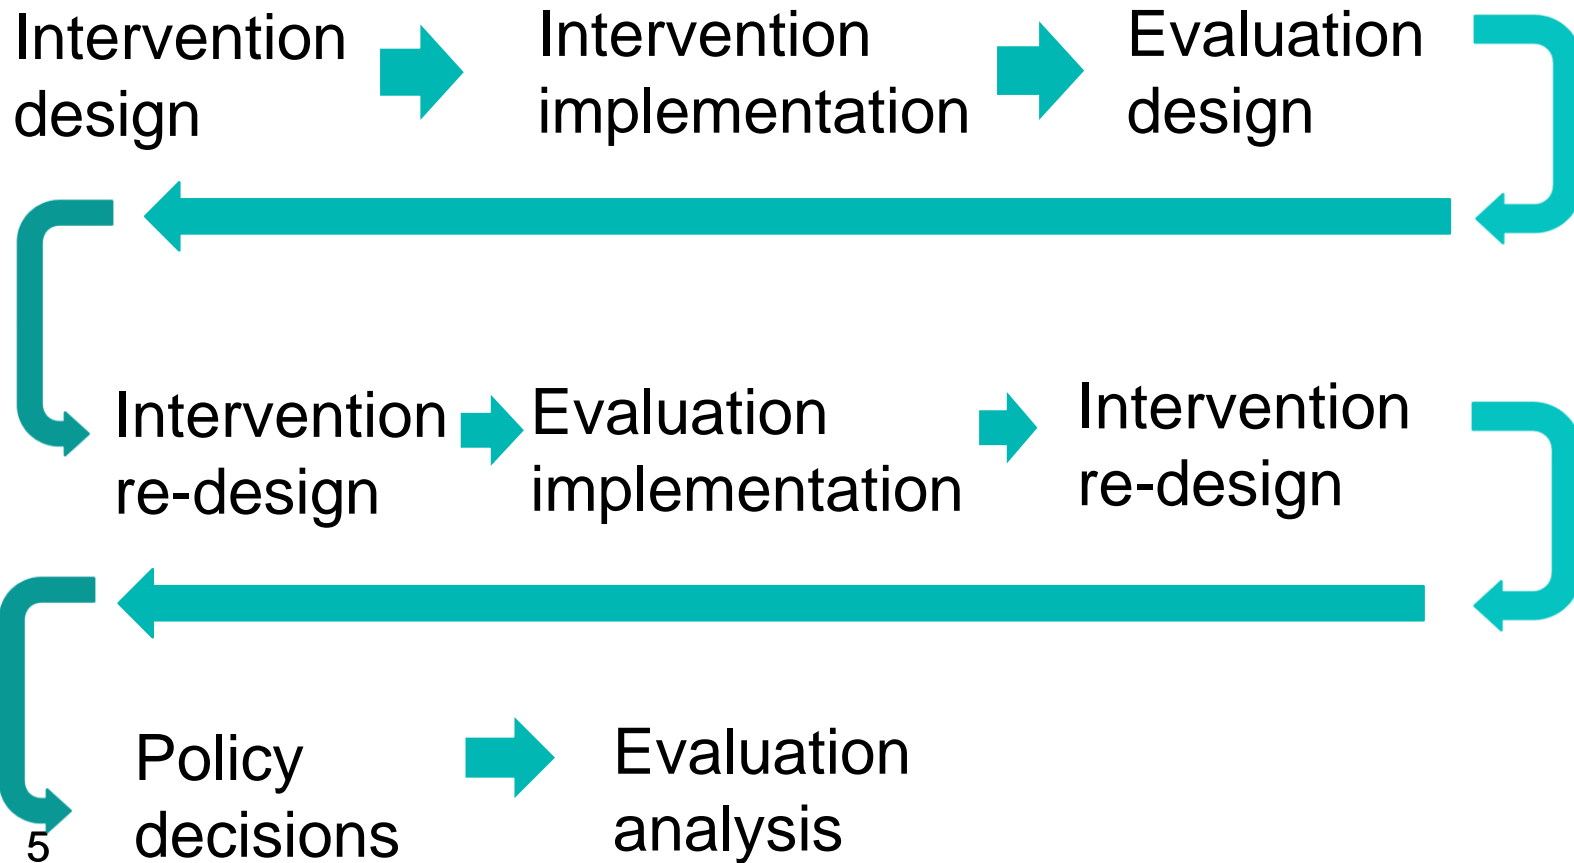 Intervention
design
Intervention
implementation
Evaluation
design
Intervention
re-design
Evaluation
implementation
Intervention
re-design
Policy
decisions
Evaluation
analysis
5